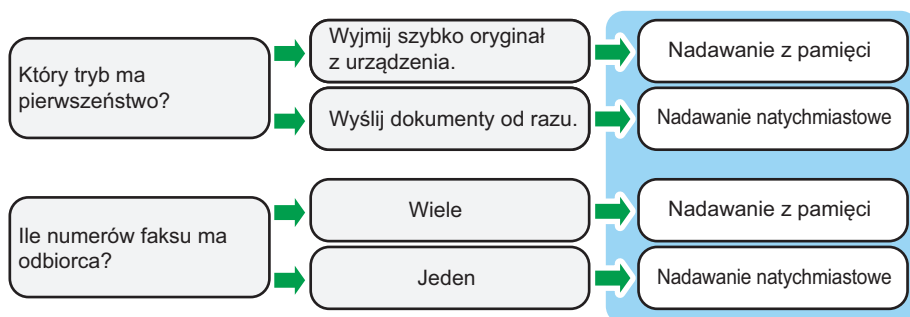 Który tryb ma
pierwszeństwo?
Wyjmij szybko oryginał
z urządzenia.
Nadawanie z pamięci
Wyślij dokumenty od razu.
Nadawanie natychmiastowe
Ile numerów faksu ma
odbiorca?
Wiele
Nadawanie z pamięci
Jeden
Nadawanie natychmiastowe